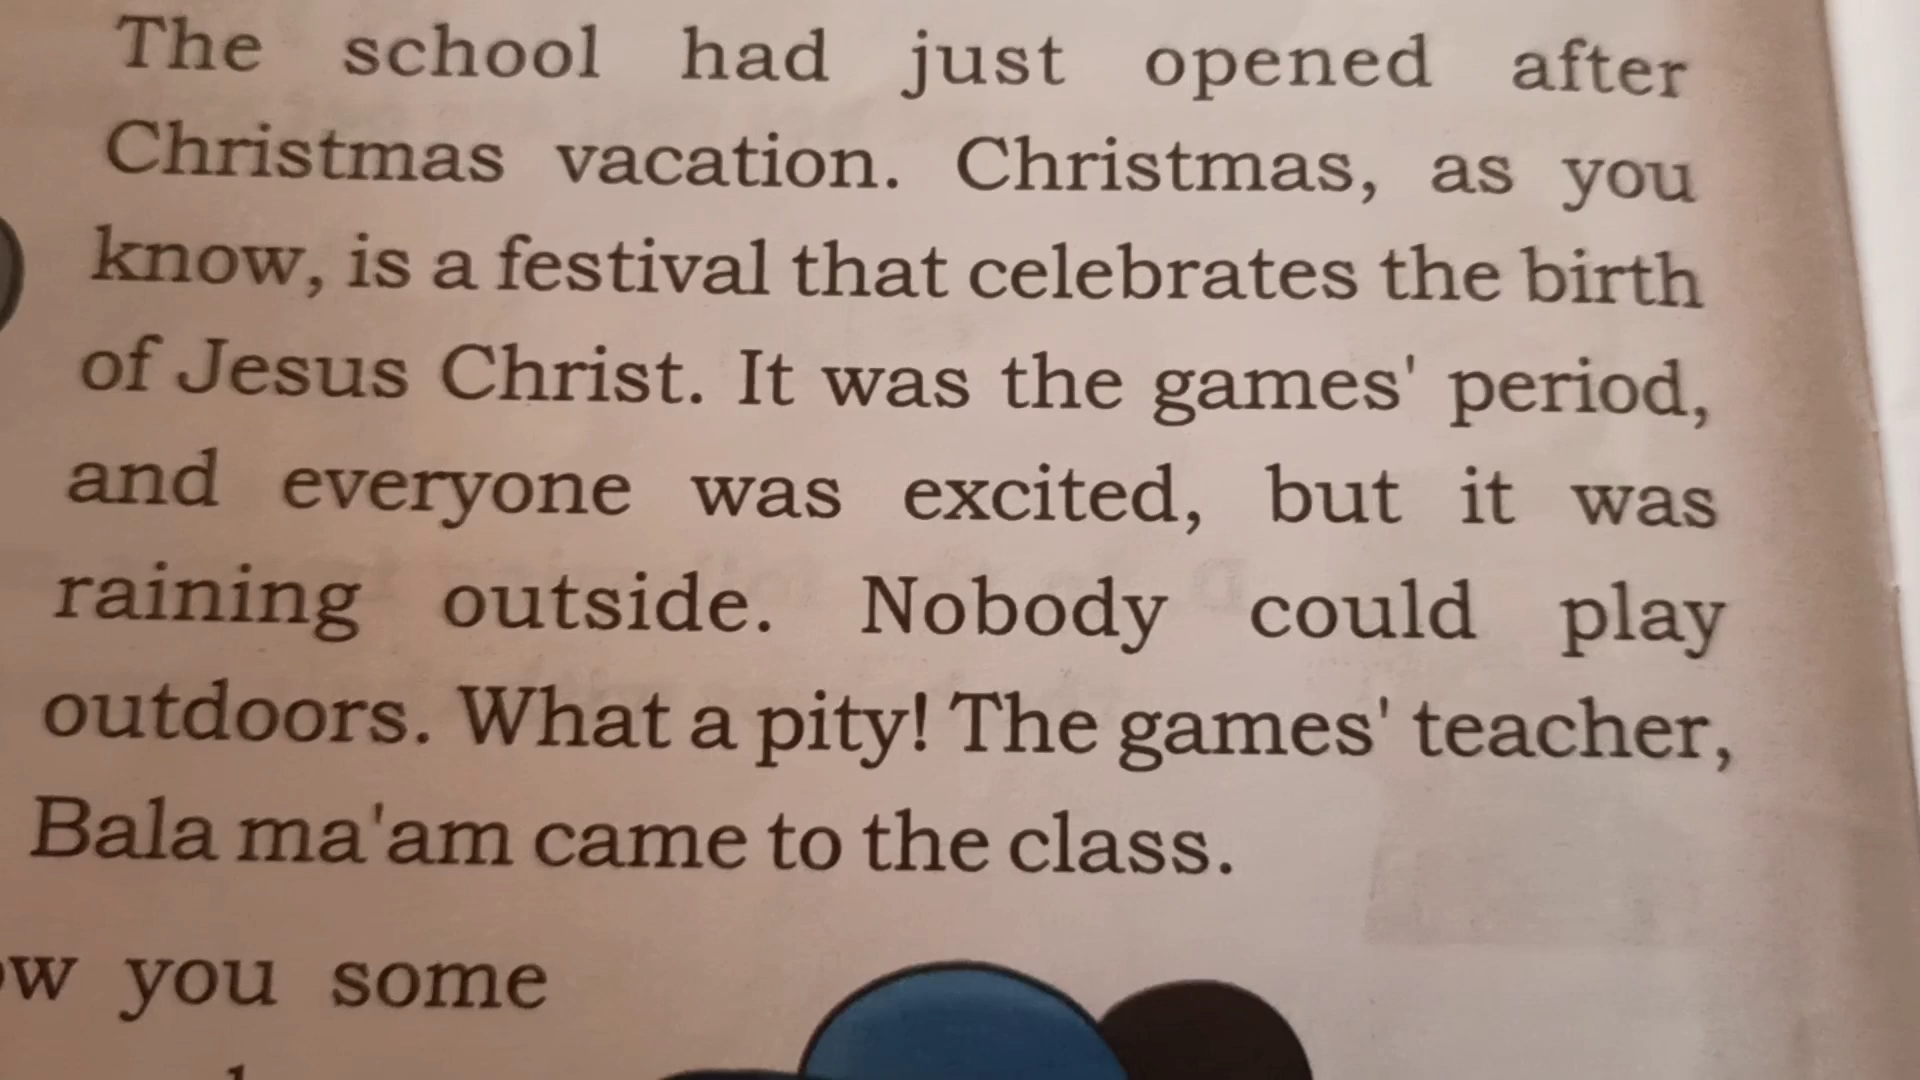 The school had just opened after
Christmas vacation. Christmas, as you
know, is a festival that celebrates the birth
of Jesus Christ. It was the games' period,
and everyone was excited, but it was
raining outside. Nobody could play
outdoors. What a pity! The games' teacher,
Bala ma'am came to the class.
you some